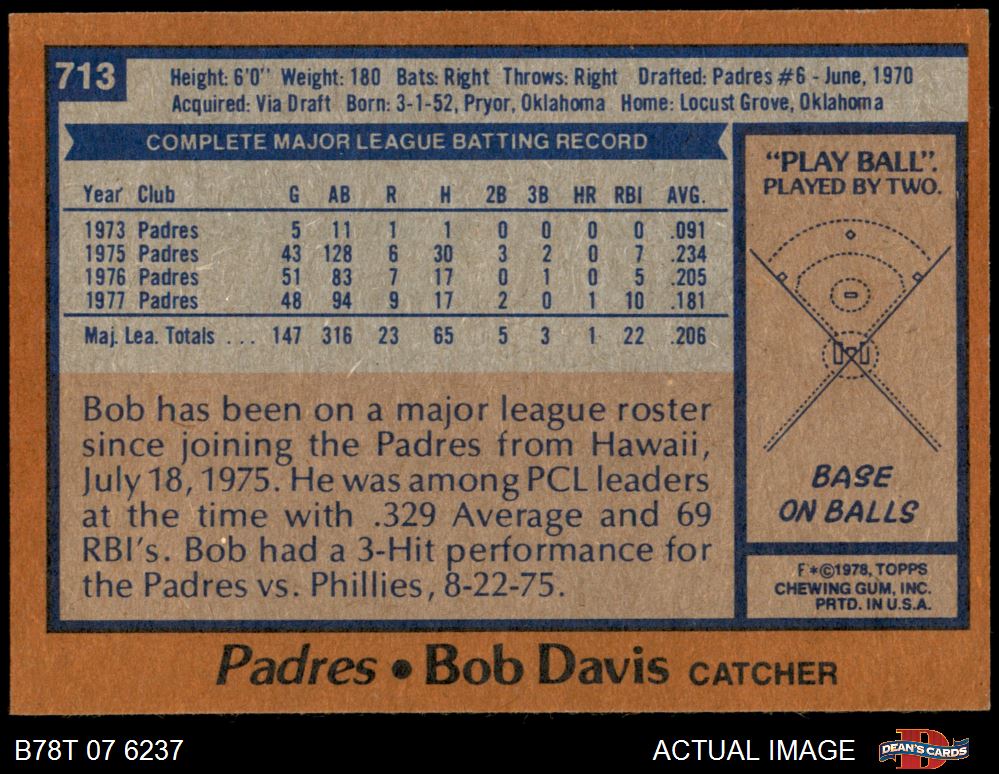 713
Height: 6'0" Weight: 180 Bats: Right Throws: Right Drafted: Padres #6 - June, 1970
Acquired: Via Draft Born: 3-1-52, Pryor, Oklahoma Home: Locust Grove, Oklahoma
COMPLETE MAJOR LEAGUE BATTING RECORD
Year Club G AB R H 2B 3B HR RBI AVG.
1973 Padres 5 11 1 1 0 0 0 0 .091
1975 Padres 43 128 6 30 3 2 0 7 .234
1976 Padres 51 83 7 17 0 1 0 5 .205
1977 Padres 48 94 9 17 2 0 1 10 .181
Maj. Lea. Totals . . . 147 316 23 65 5 3 1 22 .206
Bob has been on a major league roster
since joining the Padres from Hawaii,
July 18, 1975. He was among PCL leaders
at the time with .329 Average and 69
RBI's. Bob had a 3-Hit performance for
the Padres vs. Phillies, 8-22-75.
"PLAY BALL".
PLAYED BY TWO.
BASE
ON BALLS
F*©1978, TOPPS
CHEWING GUM, INC.
PRTD. IN U.S.A.
Padres • Bob Davis CATCHER
B78T 07 6237
ACTUAL IMAGE
DEAN'S CARDS